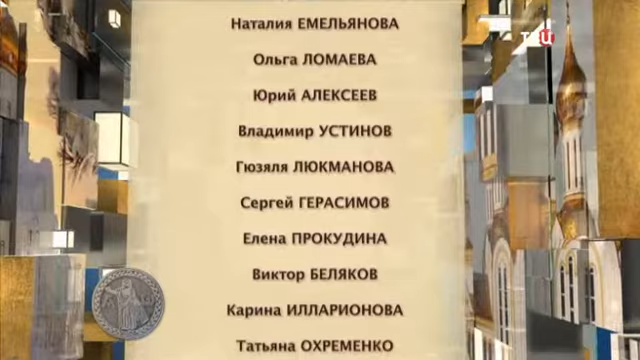 Наталия ЕМЕЛЬЯНОВА
Ольга ЛОМАЕВА
Юрий АЛЕКСЕЕВ
Владимир УСТИНОВ
Гюзяля ЛЮКМАНОВА
Сергей ГЕРАСИМОВ
Елена ПРОКУДИНА
Виктор БЕЛЯКОВ
Карина ИЛЛАРИОНОВА
Татьяна ОХРЕМЕНКО